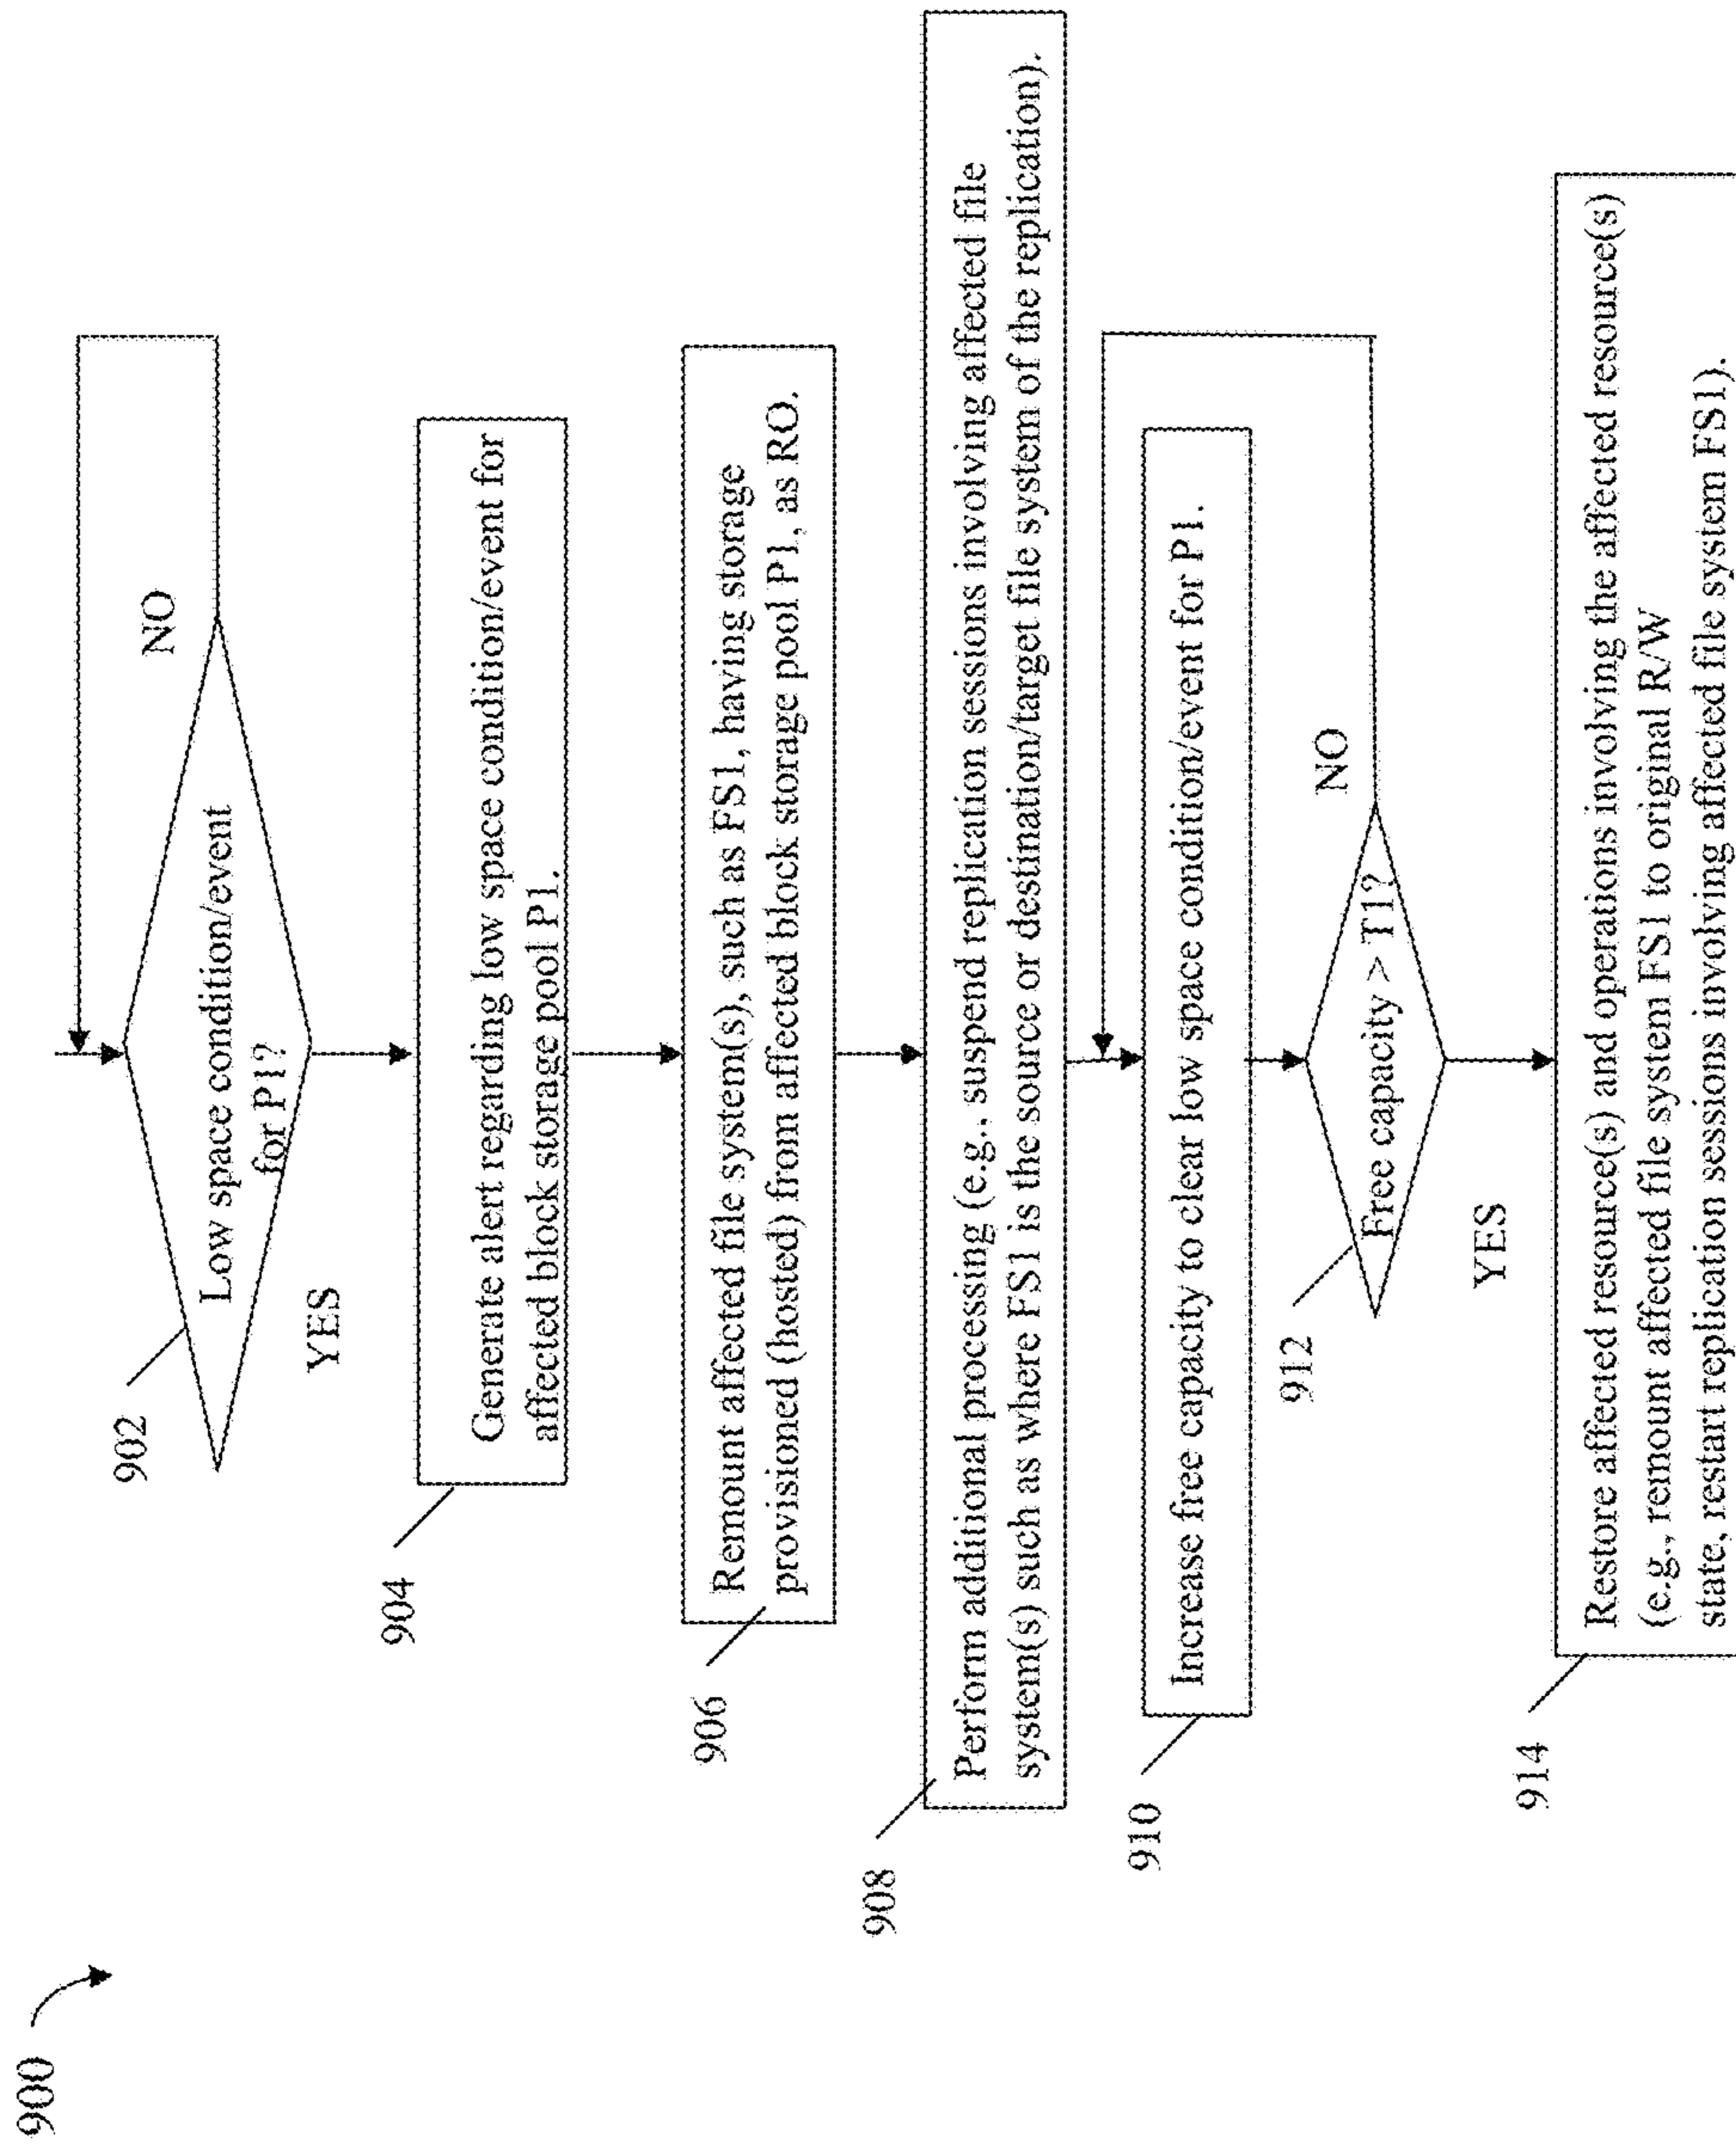 900
902
Low space condition/event
for P1?
NO
YES
904
Generate alert regarding low space condition/event for
affected block storage pool P1.
906
Remount affected file system(s), such as FS1, having storage
provisioned (hosted) from affected block storage pool P1, as RO.
908
Perform additional processing (e.g., suspend replication sessions involving affected file
system(s) such as where FS1 is the source or destination/target file system of the replication).
910
Increase free capacity to clear low space condition/event for P1.
912
Free capacity > T1?
NO
YES
914
Restore affected resource(s) and operations involving the affected resource(s)
(e.g., remount affected file system FS1 to original R/W
state, restart replication sessions involving affected file system FS1).